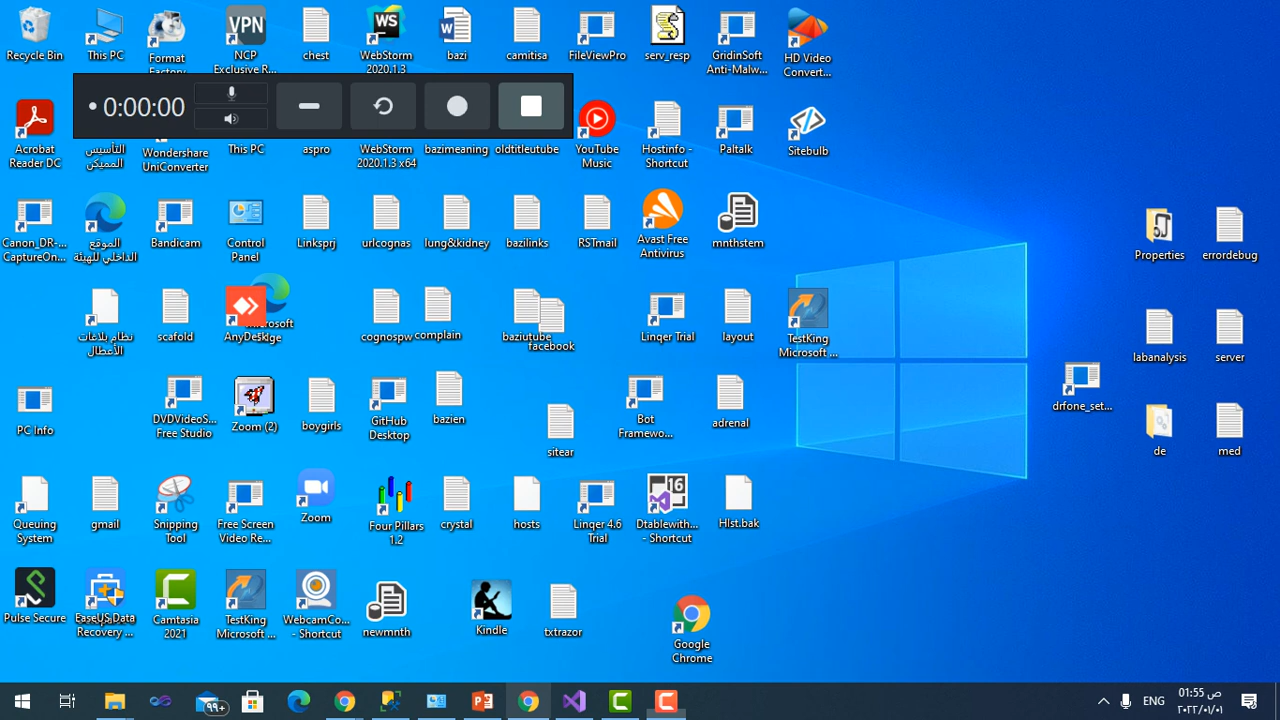 Recycle Bin
This PC
Format
Factory
NCP
Exclusive R...
chest
WebStorm
2020.1.3
bazi
camitisa
FileViewPro
serv_resp
GridinSoft
Anti-Malw...
HD Video
Convert...
VPN
WS
0:00:00
Acrobat
Reader DC
التأسيس
المميكن
Wondershare
UniConverter
This PC
aspro
WebStorm
2020.1.3 x64
bazimeaning
oldtitleutube
YouTube
Music
Hostinfo -
Shortcut
Paltalk
Sitebulb
Canon_DR-...
CaptureOn...
الموقع
الداخلي للهيئة
Bandicam
Control
Panel
Linksprj
urlcognas
lung&kidney
bazilinks
RSTmail
Avast Free
Antivirus
mnthstem
Properties
errordebug
نظام بلاغات
الأعطال
scafold
AnyDesk
cognospw
complain
baziutube
facebook
Linqer Trial
layout
TestKing
Microsoft ...
labanalysis
server
PC Info
DVDVideoS...
Free Studio
Zoom (2)
boygirls
GitHub
Desktop
bazien
sitear
Bot
Framewo...
adrenal
drfone_set...
de
med
Queuing
System
gmail
Snipping
Tool
Free Screen
Video Re...
Zoom
Four Pillars
1.2
crystal
hosts
Linqer 4.6
Trial
16
Dtablewith...
- Shortcut
Hlst.bak
Pulse Secure
EaseUS Data
Recovery ...
Camtasia
2021
TestKing
Microsoft ...
WebcamCo...
- Shortcut
newmnth
Kindle
txtrazor
Google
Chrome
٩٩+
ENG
01:55 ص
٢٠٢٢/٠١/٠١